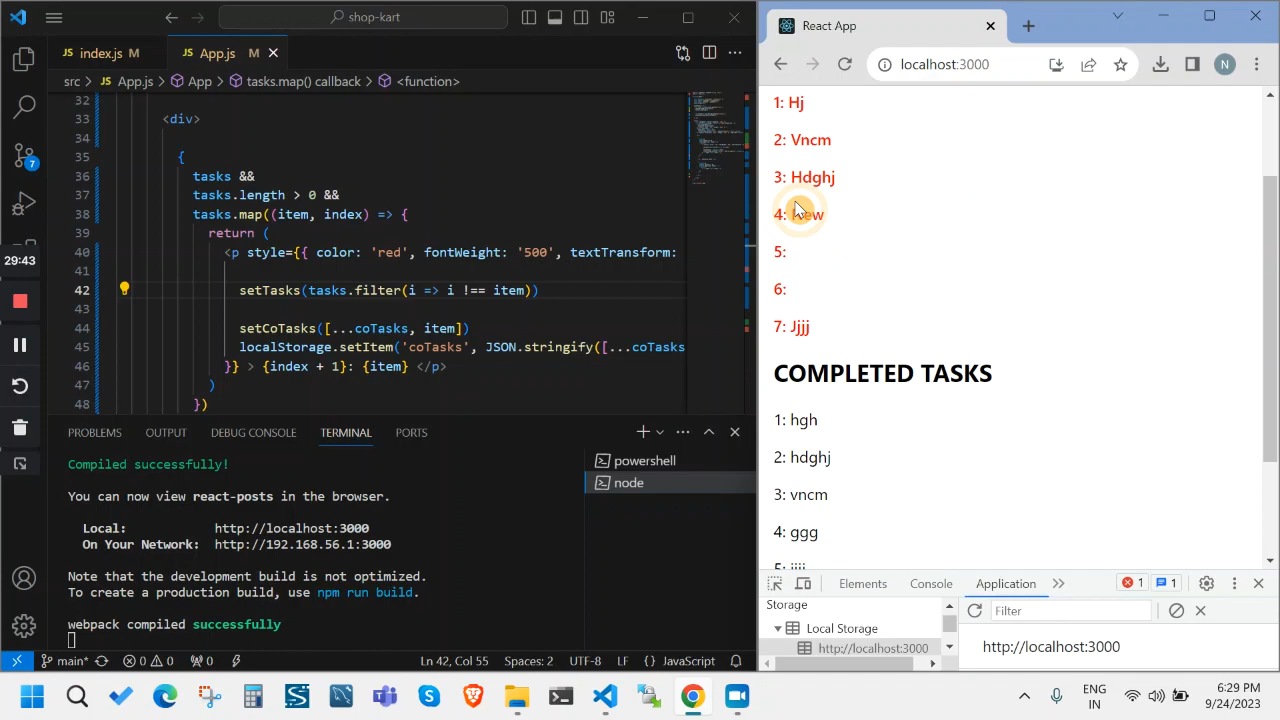 shop-kart
index.js M
App.js M
src > App.js > App > tasks.map() callback > <function>
32
33 <div>
34
35 {
36 tasks &&
37 tasks.length > 0 &&
38 tasks.map((item, index) => {
39 return (
40 <p style={{ color: 'red', fontWeight: '500', textTransform:
41
42 setTasks(tasks.filter(i => i !== item))
43
44 setCoTasks([...coTasks, item])
45 localStorage.setItem('coTasks', JSON.stringify([...coTasks
46 }} > {index + 1}: {item} </p>
47 )
48 })
7
29:43
PROBLEMS OUTPUT DEBUG CONSOLE TERMINAL PORTS
Compiled successfully!
You can now view react-posts in the browser.
Local: http://localhost:3000
On Your Network: http://192.168.56.1:3000
Note that the development build is not optimized.
To create a production build, use npm run build.
webpack compiled successfully
powershell
node
main* 0 0 0 Ln 42, Col 55 Spaces: 2 UTF-8 LF {} JavaScript
React App
localhost:3000
N
1: Hj
2: Vncm
3: Hdghj
4: New
5:
6:
7: Jjjj
COMPLETED TASKS
1: hgh
2: hdghj
3: vncm
4: ggg
5: jjjj
Elements Console Application 1 1
Storage
Local Storage
http://localhost:3000
Filter
http://localhost:3000
ENG
IN
6:29 PM
9/24/2023